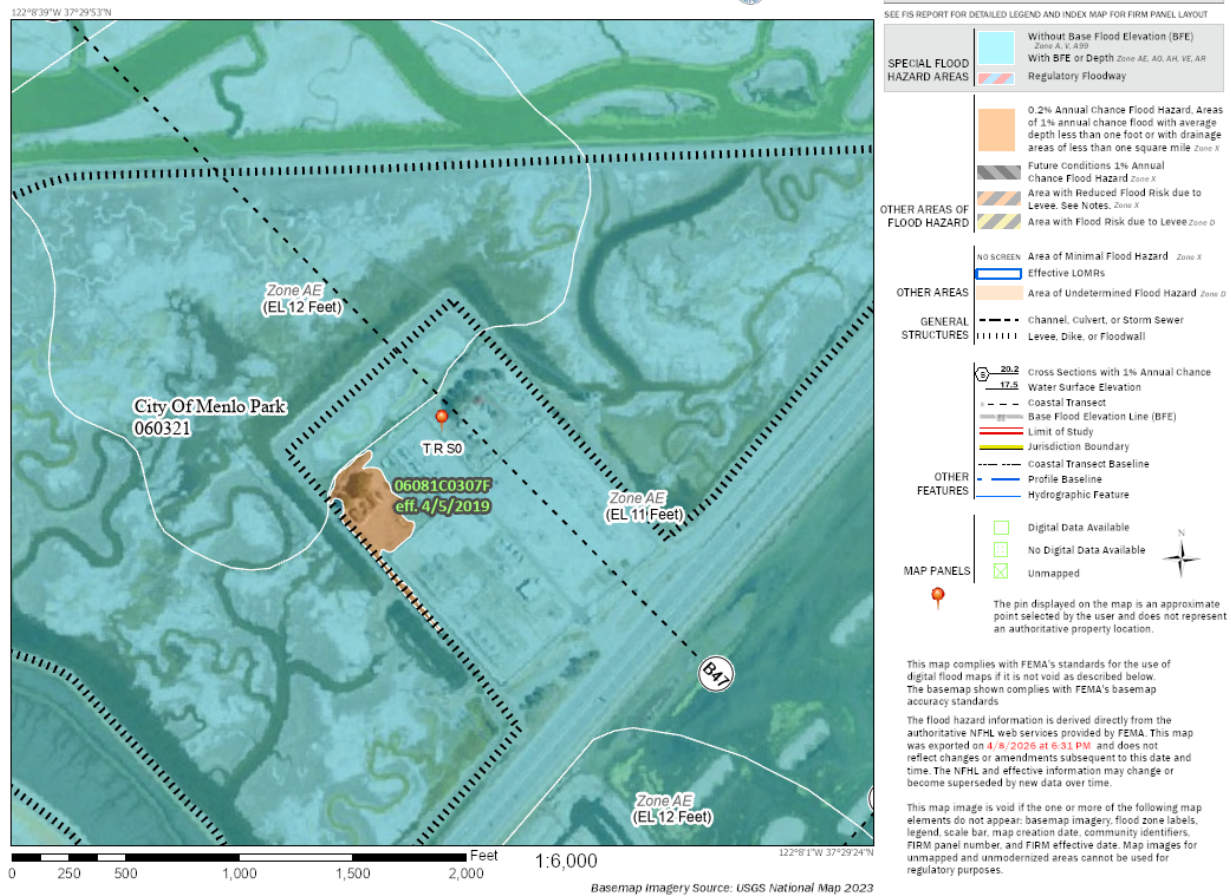 122°8'39"W 37°29'53"N
Zone AE
(EL 12 Feet)
City Of Menlo Park
060321
T R S0
06081C0307F
eff. 4/5/2019
Zone AE
(EL 11 Feet)
B47
Zone AE
(EL 12 Feet)
122°8'1"W 37°29'24"N
0 250 500 1,000 1,500 2,000
Feet
1:6,000
Basemap Imagery Source: USGS National Map 2023
SEE FIS REPORT FOR DETAILED LEGEND AND INDEX MAP FOR FIRM PANEL LAYOUT
SPECIAL FLOOD
HAZARD AREAS
Without Base Flood Elevation (BFE)
Zone A, V, A99
With BFE or Depth Zone AE, AO, AH, VE, AR
Regulatory Floodway
OTHER AREAS OF
FLOOD HAZARD
0.2% Annual Chance Flood Hazard, Areas
of 1% annual chance flood with average
depth less than one foot or with drainage
areas of less than one square mile Zone X
Future Conditions 1% Annual
Chance Flood Hazard Zone X
Area with Reduced Flood Risk due to
Levee. See Notes. Zone X
Area with Flood Risk due to Levee Zone D
OTHER AREAS
NO SCREEN Area of Minimal Flood Hazard Zone X
Effective LOMRs
Area of Undetermined Flood Hazard Zone D
GENERAL
STRUCTURES
Channel, Culvert, or Storm Sewer
Levee, Dike, or Floodwall
OTHER
FEATURES
B 20.2 Cross Sections with 1% Annual Chance
17.5 Water Surface Elevation
8 Coastal Transect
Base Flood Elevation Line (BFE)
Limit of Study
Jurisdiction Boundary
Coastal Transect Baseline
Profile Baseline
Hydrographic Feature
MAP PANELS
Digital Data Available
No Digital Data Available
Unmapped
N
The pin displayed on the map is an approximate
point selected by the user and does not represent
an authoritative property location.
This map complies with FEMA's standards for the use of
digital flood maps if it is not void as described below.
The basemap shown complies with FEMA's basemap
accuracy standards
The flood hazard information is derived directly from the
authoritative NFHL web services provided by FEMA. This map
was exported on 4/8/2026 at 6:31 PM and does not
reflect changes or amendments subsequent to this date and
time. The NFHL and effective information may change or
become superseded by new data over time.
This map image is void if the one or more of the following map
elements do not appear: basemap imagery, flood zone labels,
legend, scale bar, map creation date, community identifiers,
FIRM panel number, and FIRM effective date. Map images for
unmapped and unmodernized areas cannot be used for
regulatory purposes.